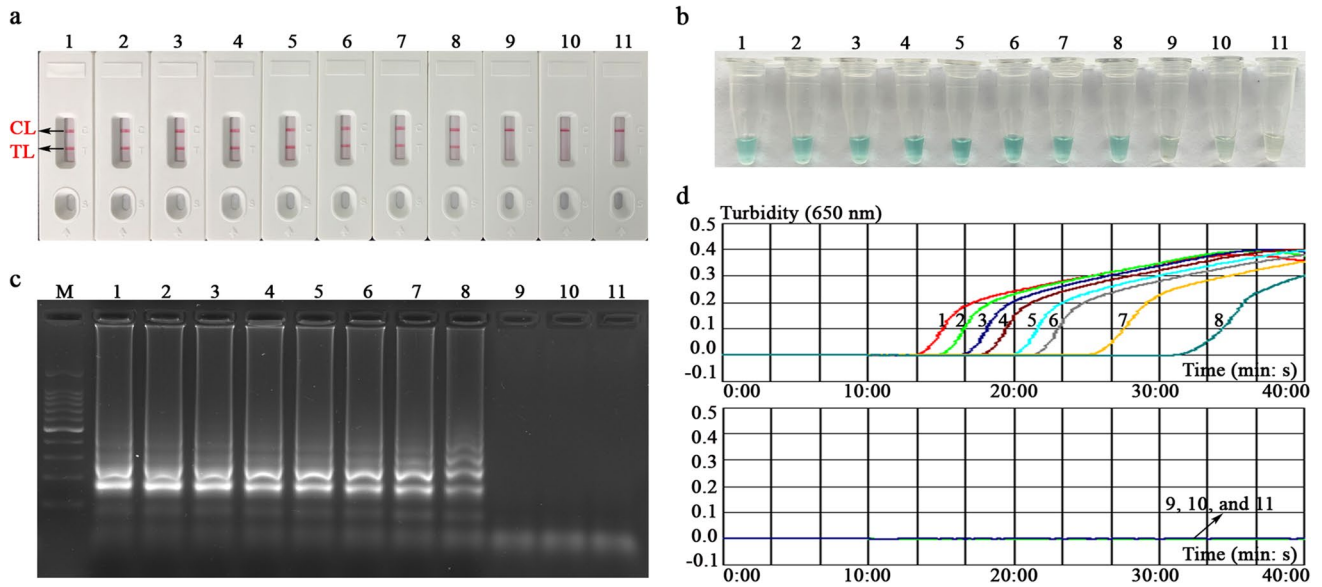 a
1 2 3 4 5 6 7 8 9 10 11
CL
TL
C
T
S
b
1 2 3 4 5 6 7 8 9 10 11
c
M 1 2 3 4 5 6 7 8 9 10 11
d
Turbidity (650 nm)
0.5
0.4
0.3
0.2
0.1
0.0
-0.1
1 2 3 4 5 6 7 8
Time (min: s)
0:00 10:00 20:00 30:00 40:00
0.5
0.4
0.3
0.2
0.1
0.0
-0.1
9, 10, and 11
Time (min: s)
0:00 10:00 20:00 30:00 40:00